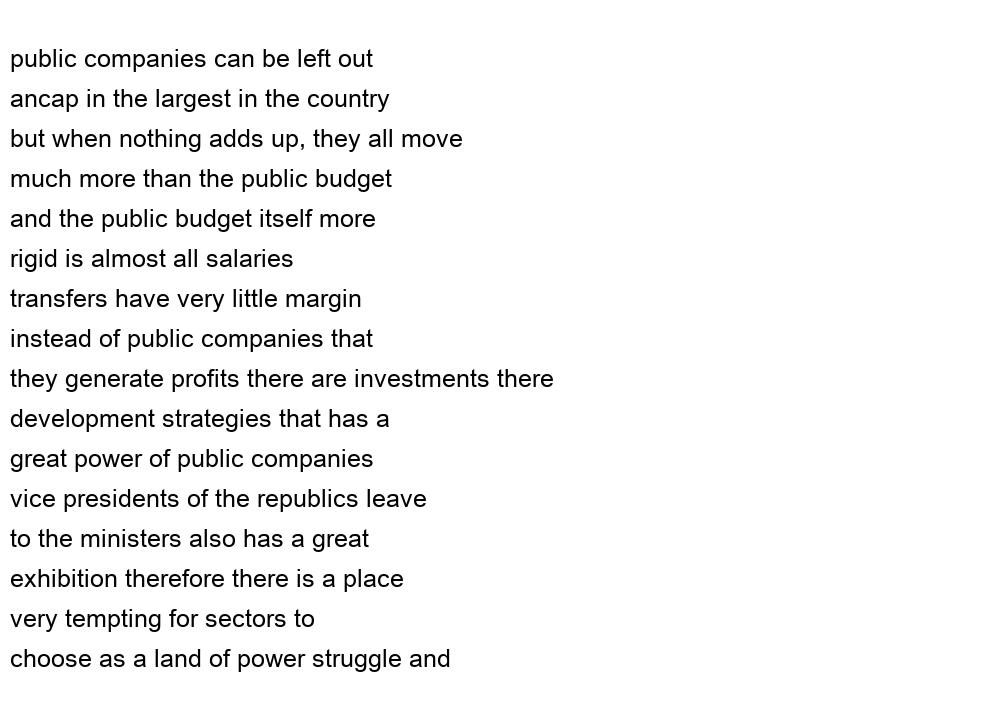 public companies can be left out
ancap in the largest in the country
but when nothing adds up, they all move
much more than the public budget
and the public budget itself more
rigid is almost all salaries
transfers have very little margin
instead of public companies that
they generate profits there are investments there
development strategies that has a
great power of public companies
vice presidents of the republics leave
to the ministers also has a great
exhibition therefore there is a place
very tempting for sectors to
choose as a land of power struggle and